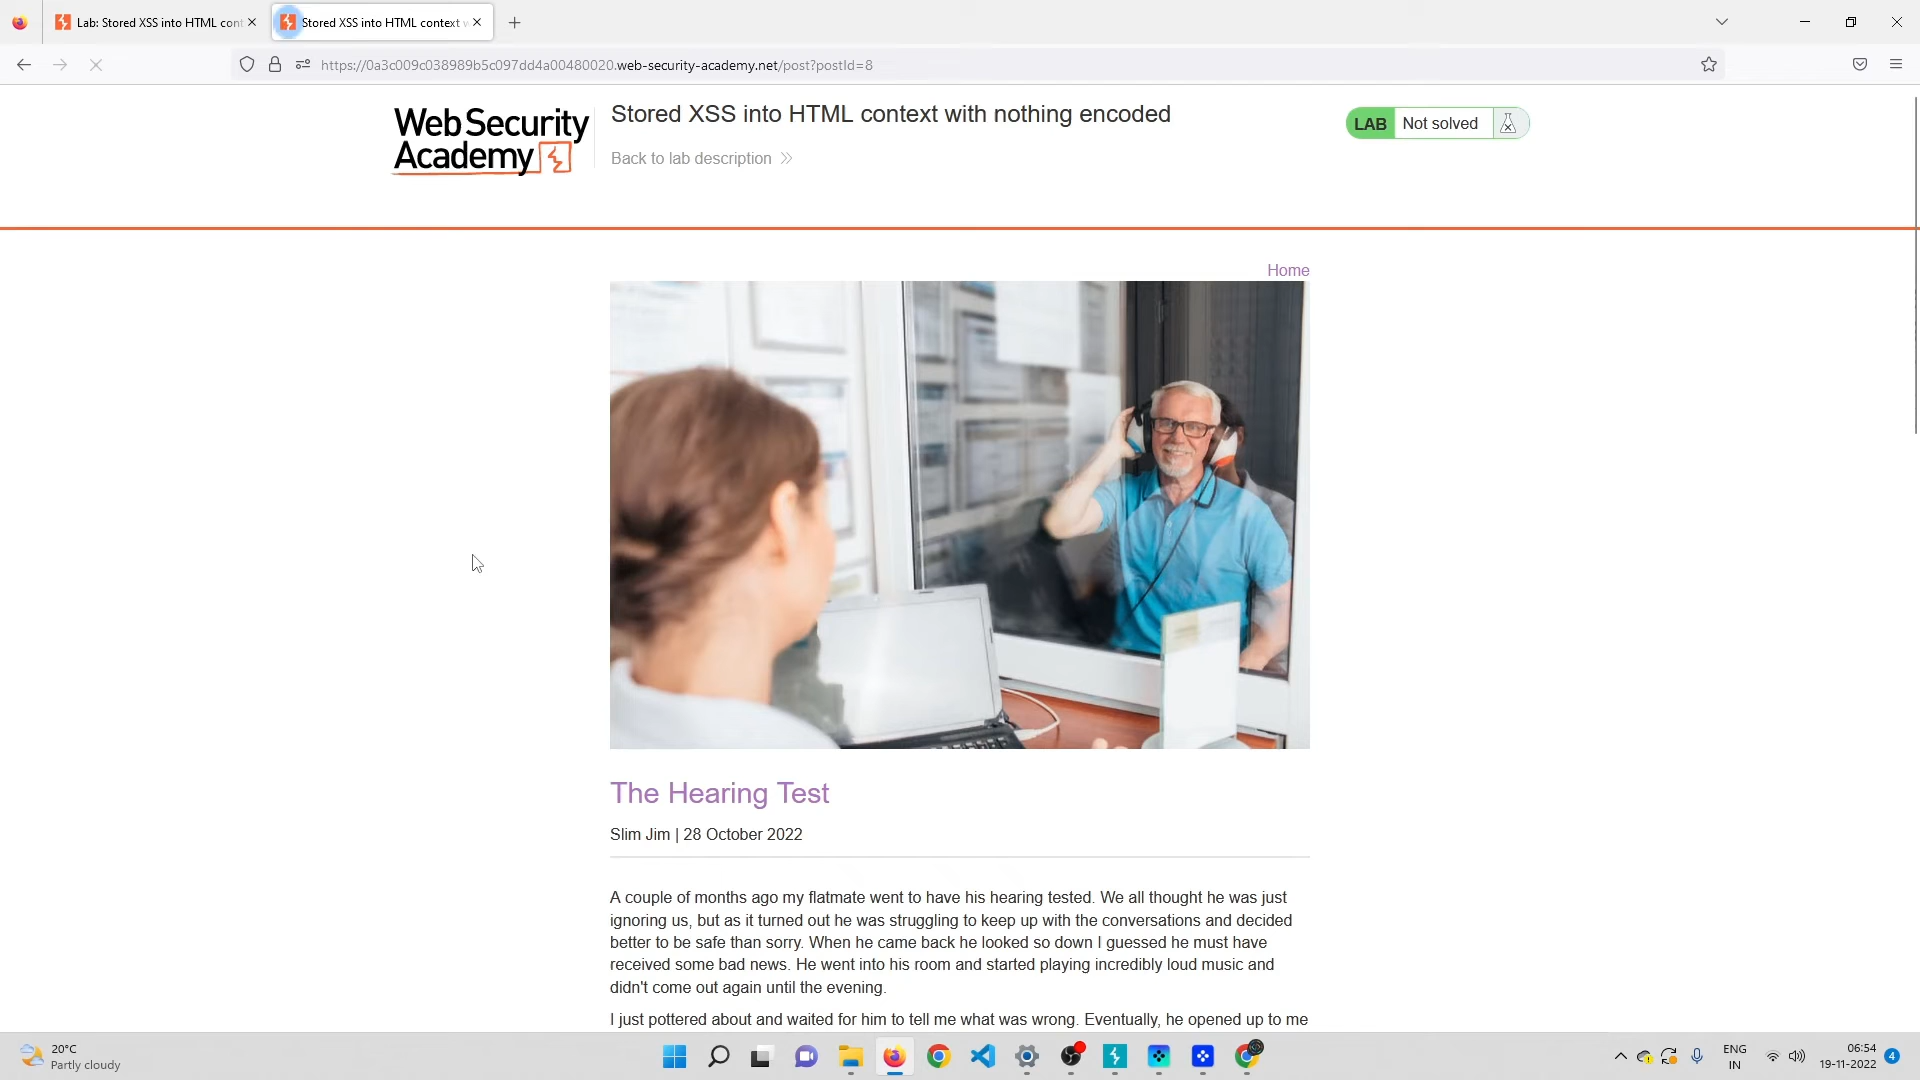 Lab: Stored XSS into HTML cont
Stored XSS into HTML context w
https://0a3c009c038989b5c097dd4a00480020.web-security-academy.net/post?postId=8
Web Security
Academy
Stored XSS into HTML context with nothing encoded
Back to lab description
LAB Not solved
Home
The Hearing Test
Slim Jim | 28 October 2022
A couple of months ago my flatmate went to have his hearing tested. We all thought he was just
ignoring us, but as it turned out he was struggling to keep up with the conversations and decided
better to be safe than sorry. When he came back he looked so down I guessed he must have
received some bad news. He went into his room and started playing incredibly loud music and
didn't come out again until the evening.
I just pottered about and waited for him to tell me what was wrong. Eventually, he opened up to me
20°C
Partly cloudy
ENG
IN
06:54
19-11-2022
4